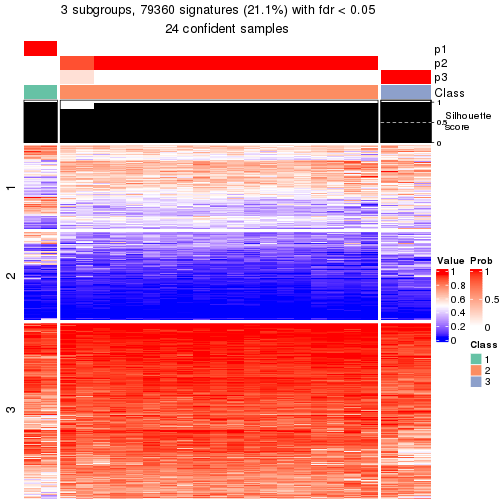 3 subgroups, 79360 signatures (21.1%) with fdr < 0.05
24 confident samples
p1
p2
p3
Class
1
0.5
0
Silhouette
score
1
2
3
Value
1
0.8
0.6
0.4
0.2
0
Prob
1
0.5
0
Class
1
2
3